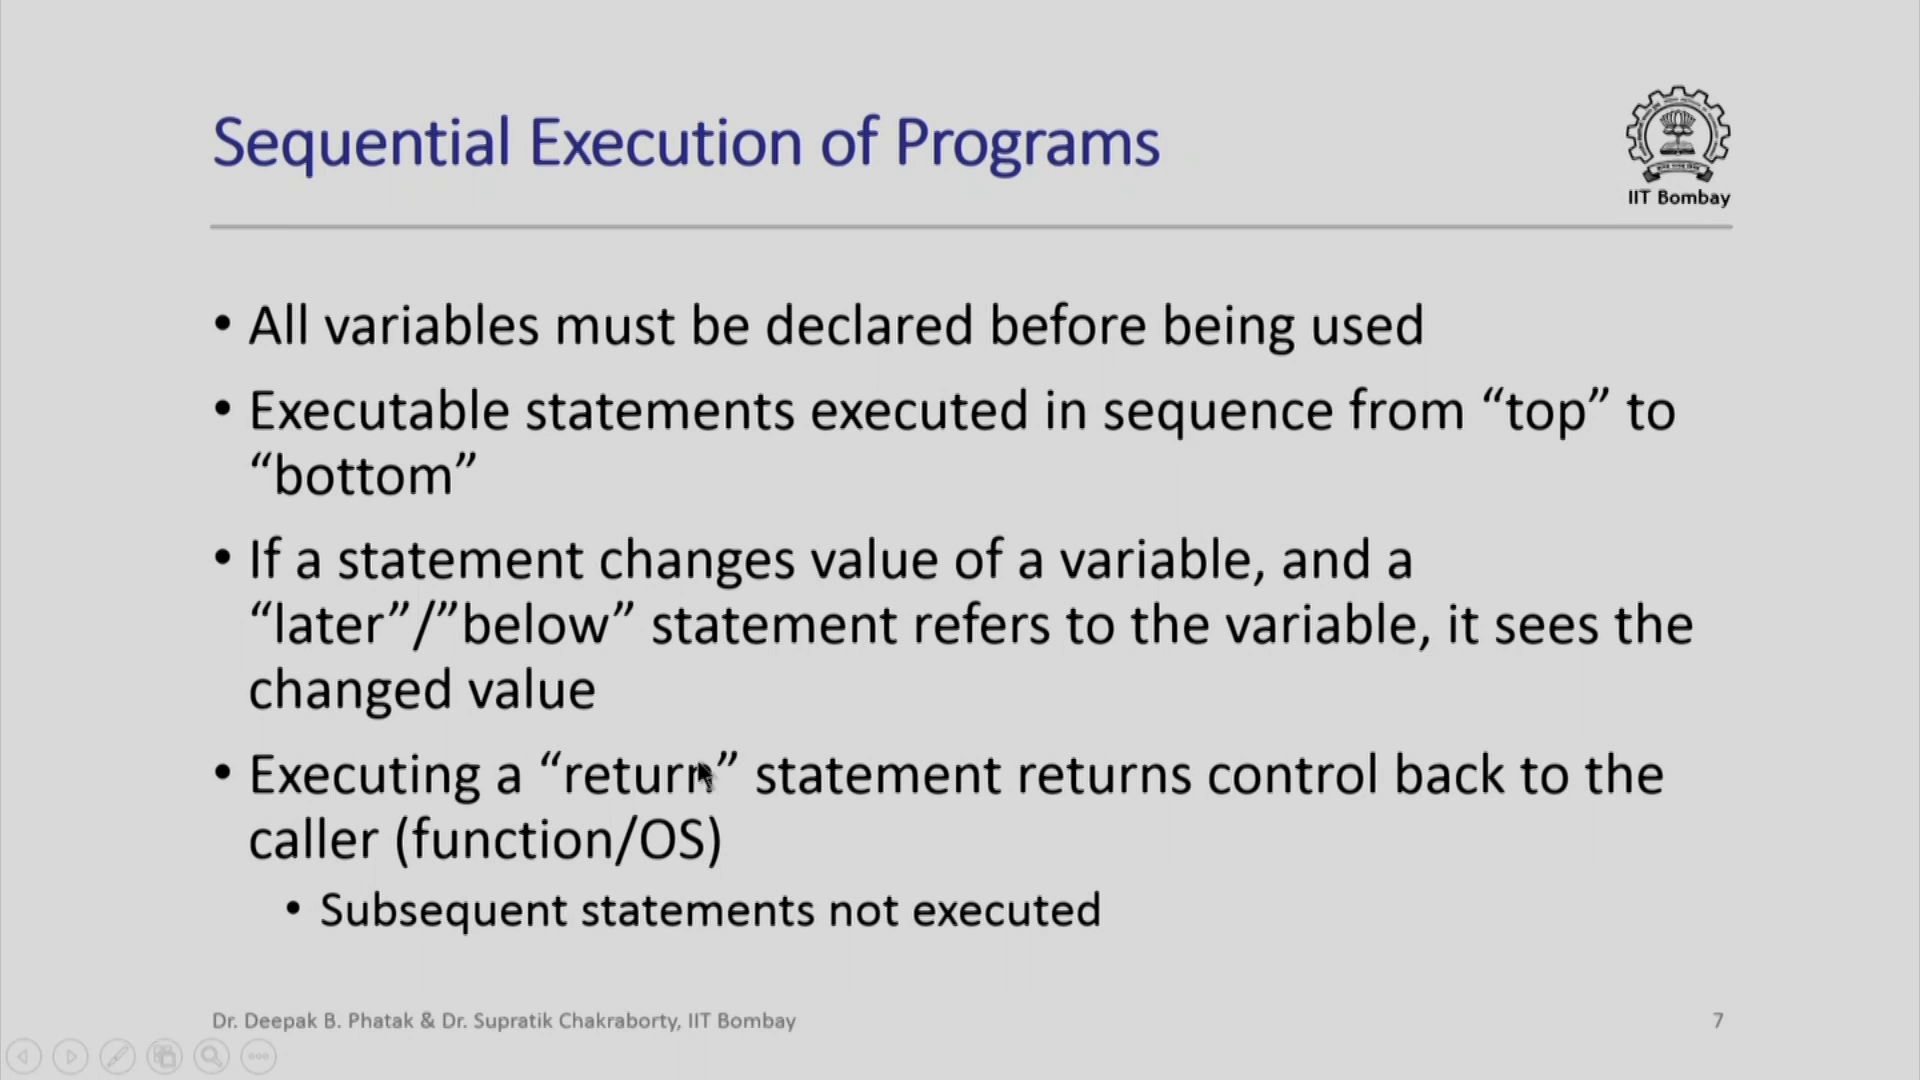 Sequential Execution of Programs
IIT Bombay
• All variables must be declared before being used
• Executable statements executed in sequence from “top” to
“bottom”
• If a statement changes value of a variable, and a
“later”/”below” statement refers to the variable, it sees the
changed value
• Executing a “return” statement returns control back to the
caller (function/OS)
• Subsequent statements not executed
Dr. Deepak B. Phatak & Dr. Supratik Chakraborty, IIT Bombay
7